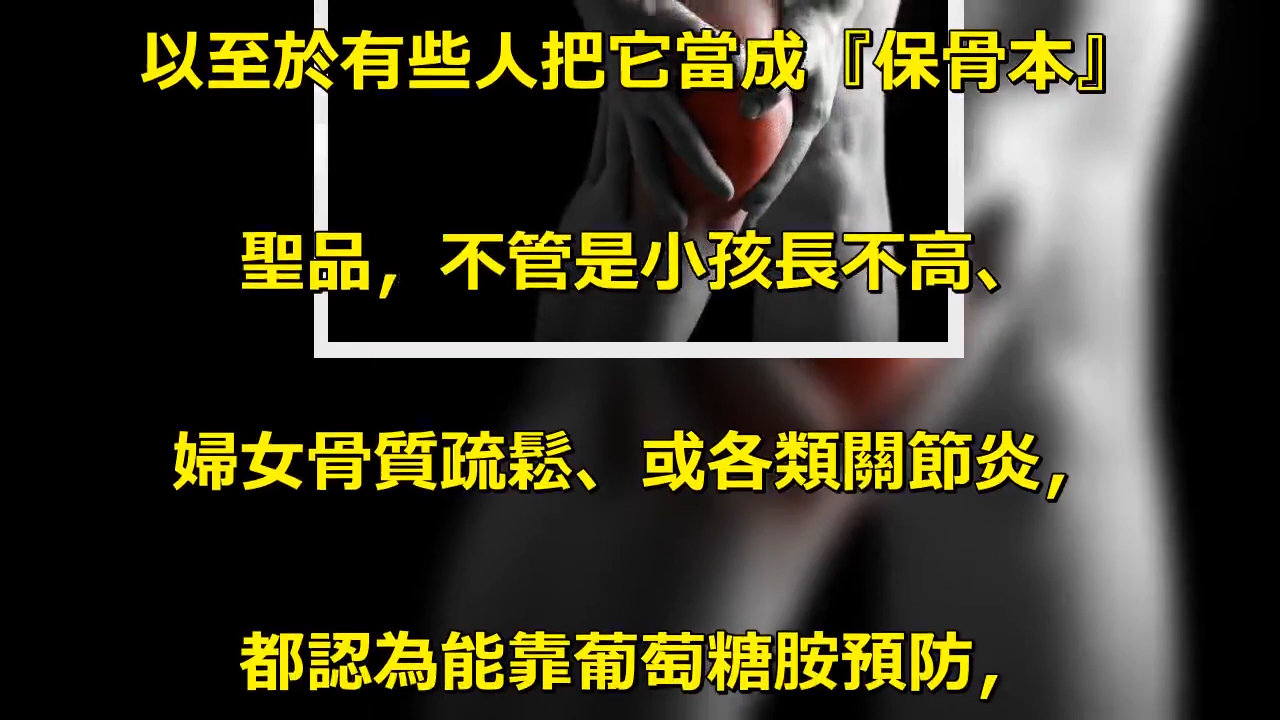 以至於有些人把它當成『保骨本』
聖品，不管是小孩長不高、
婦女骨質疏鬆、或各類關節炎，
都認為能靠葡萄糖胺預防，